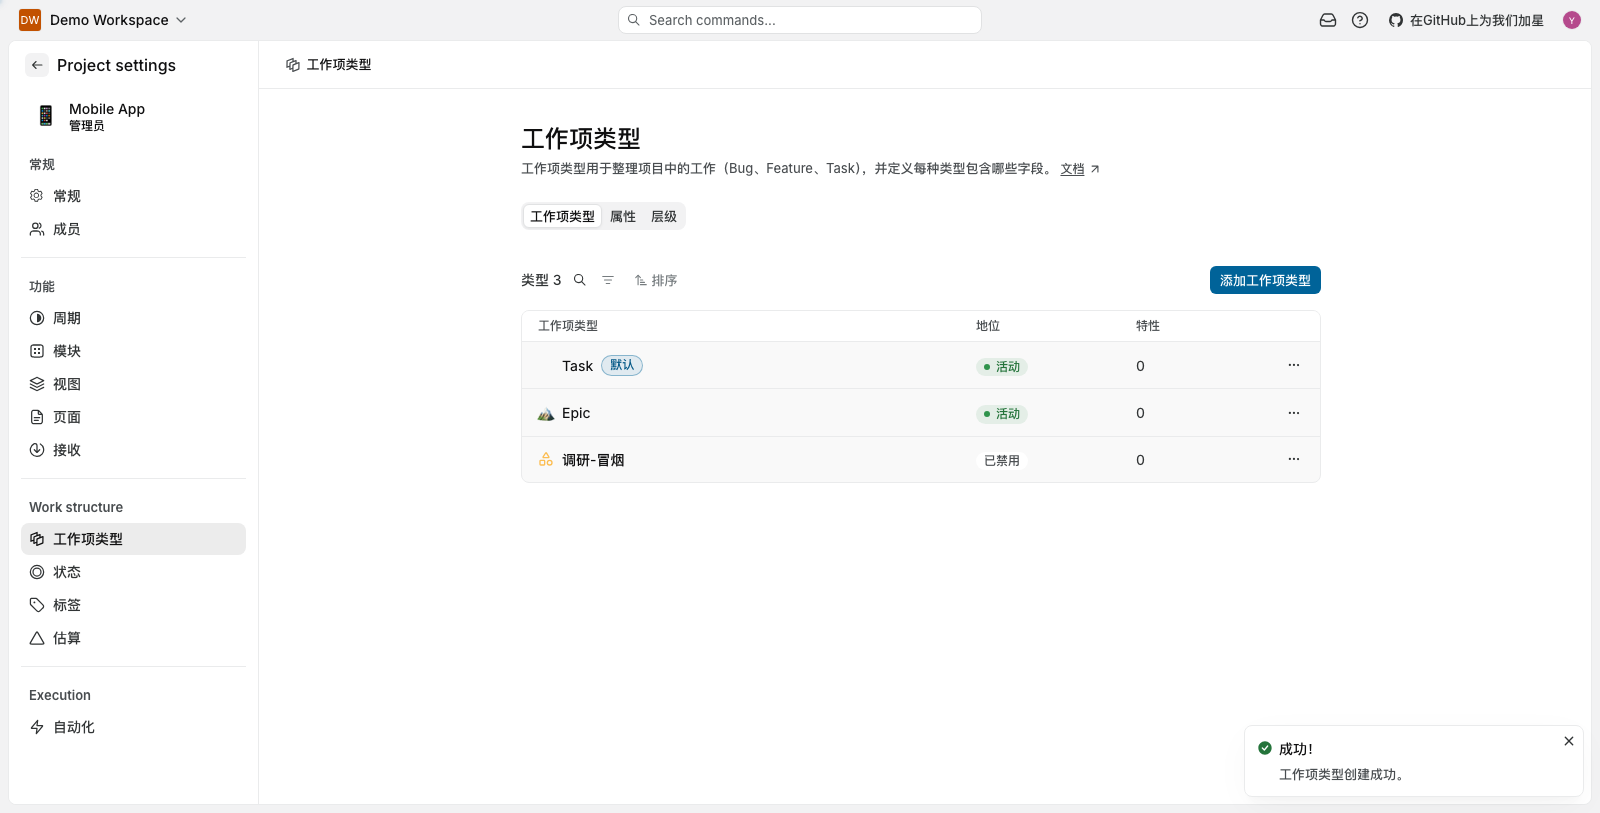 DW Demo Workspace
Search commands...
在GitHub上为我们加星
Y
Project settings
Mobile App
管理员
常规
常规
成员
功能
周期
模块
视图
页面
接收
Work structure
工作项类型
状态
标签
估算
Execution
自动化
工作项类型
工作项类型
工作项类型用于整理项目中的工作（Bug、Feature、Task），并定义每种类型包含哪些字段。 文档
工作项类型 属性 层级
类型 3 排序 添加工作项类型
工作项类型 地位 特性
Task 默认 活动 0
Epic 活动 0
调研-冒烟 已禁用 0
成功！
工作项类型创建成功。